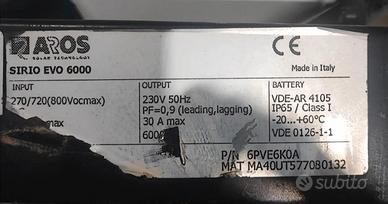 AROS
SOLAR TECHNOLOGY
CE
SIRIO EVO 6000
Made in Italy
INPUT
OUTPUT
BATTERY
270/720(800Vocmax)
230V 50Hz
VDE-AR 4105
PF=0,9 (leading,lagging)
IP65 / Class I
30 A max
-20...+60°C
600
VDE 0126-1-1
P/N 6PVE6K0A
MAT MA40UT577080132
subito